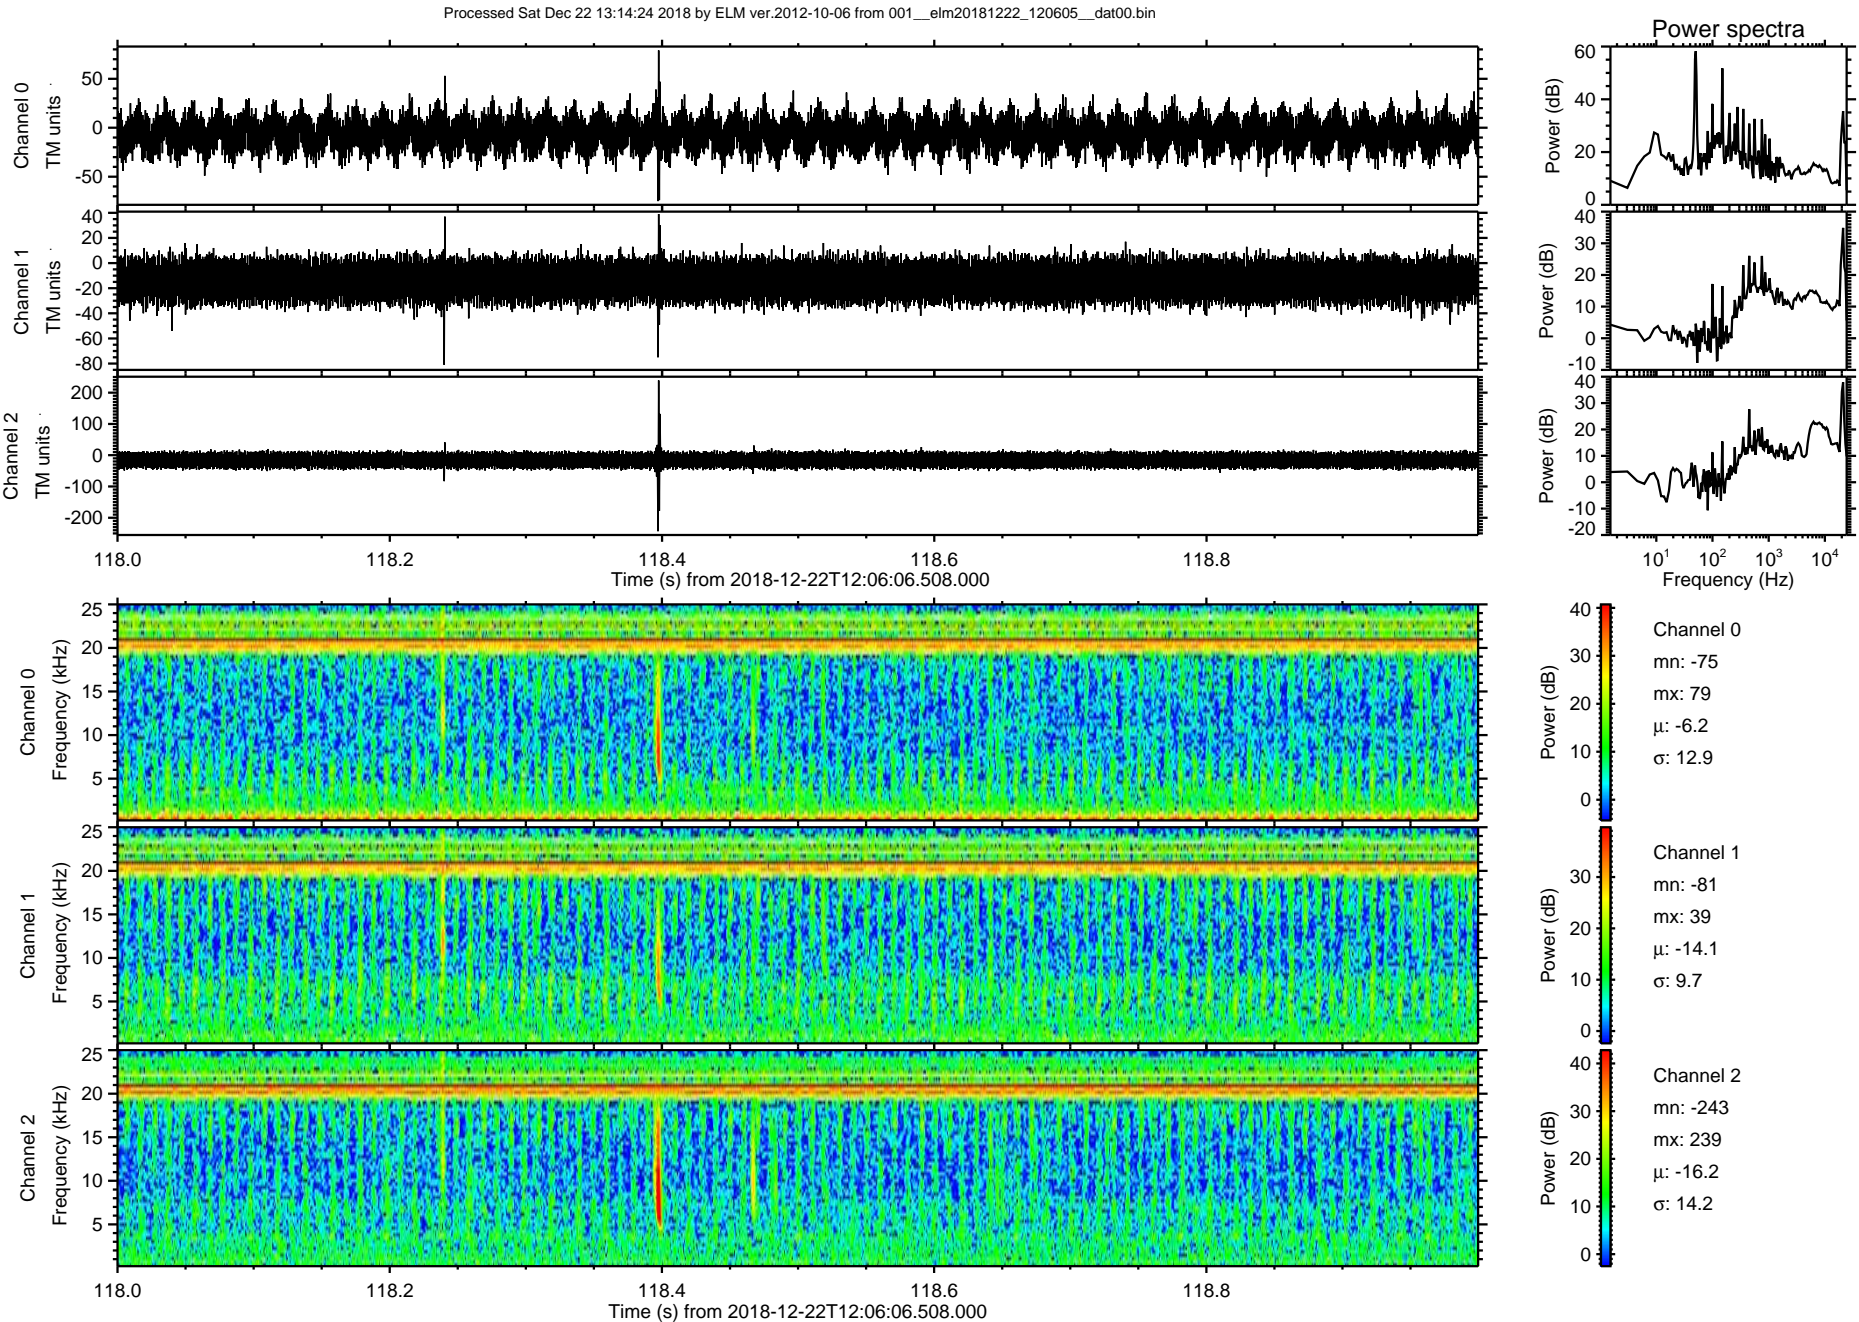 Processed Sat Dec 22 13:14:24 2018 by ELM ver.2012-10-06 from 001__elm20181222_120605__dat00.bin
Power spectra
Channel 0
TM units
50
0
-50
Power (dB)
60
40
20
0
Channel 1
TM units
40
20
0
-20
-40
-60
-80
Power (dB)
40
30
20
10
0
-10
Channel 2
TM units
200
100
0
-100
-200
Power (dB)
40
30
20
10
0
-10
-20
118.0 118.2 118.4 118.6 118.8
Time (s) from 2018-12-22T12:06:06.508.000
10¹ 10² 10³ 10⁴
Frequency (Hz)
Channel 0
Frequency (kHz)
25
20
15
10
5
Power (dB)
40
30
20
10
0
Channel 0
mn: -75
mx: 79
μ: -6.2
σ: 12.9
Channel 1
Frequency (kHz)
25
20
15
10
5
Power (dB)
30
20
10
0
Channel 1
mn: -81
mx: 39
μ: -14.1
σ: 9.7
Channel 2
Frequency (kHz)
25
20
15
10
5
Power (dB)
40
30
20
10
0
Channel 2
mn: -243
mx: 239
μ: -16.2
σ: 14.2
118.0 118.2 118.4 118.6 118.8
Time (s) from 2018-12-22T12:06:06.508.000